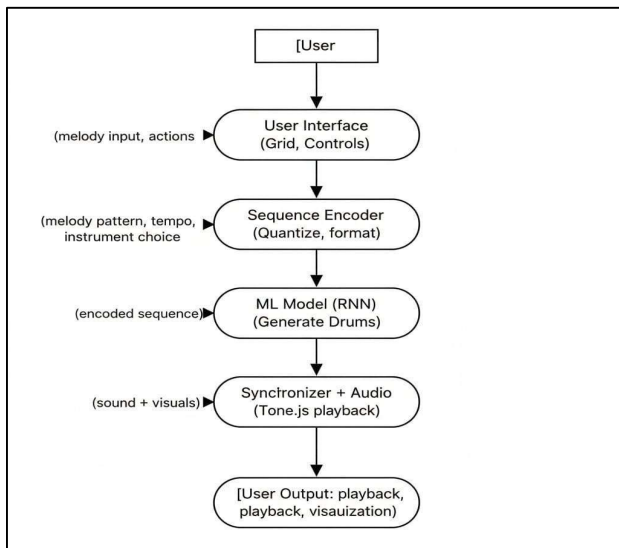 [User
(melody input, actions
User Interface
(Grid, Controls)
(melody pattern, tempo,
instrument choice
Sequence Encoder
(Quantize, format)
(encoded sequence)
ML Model (RNN)
(Generate Drums)
(sound + visuals)
Synchronizer + Audio
(Tone.js playback)
[User Output: playback,
playback, visauization)